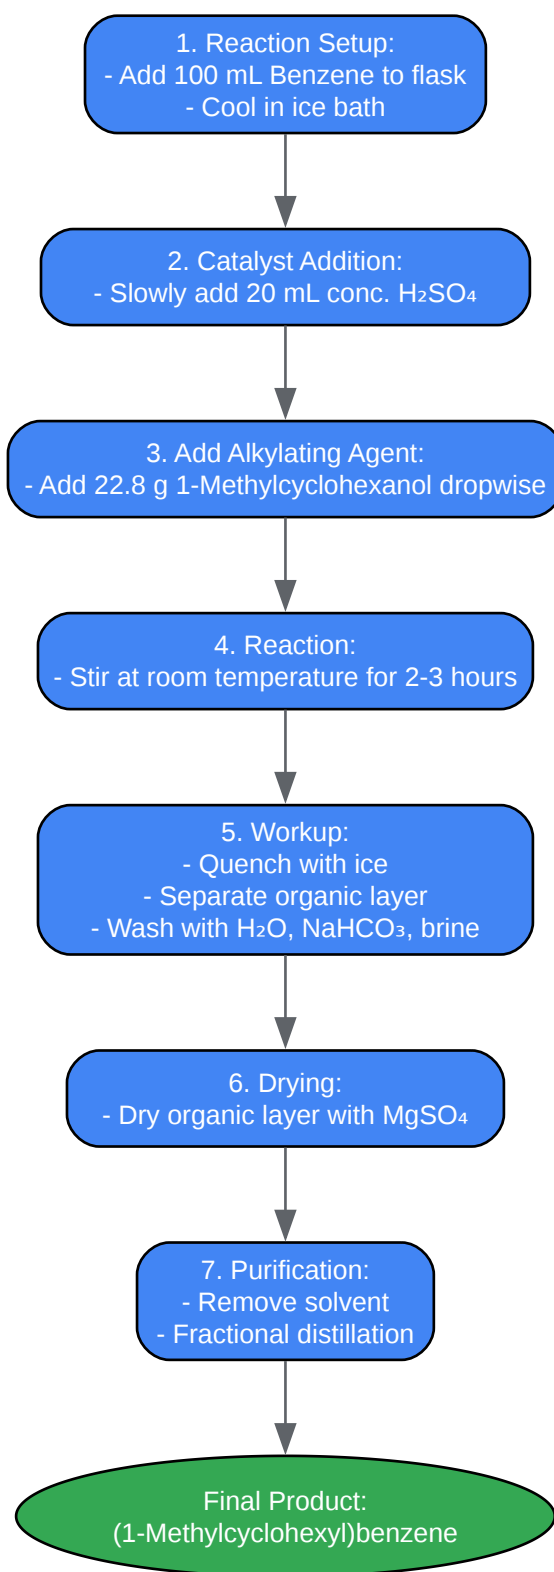 1. Reaction Setup:
- Add 100 mL Benzene to flask
- Cool in ice bath
2. Catalyst Addition:
- Slowly add 20 mL conc. H₂SO₄
3. Add Alkylating Agent:
- Add 22.8 g 1-Methylcyclohexanol dropwise
4. Reaction:
- Stir at room temperature for 2-3 hours
5. Workup:
- Quench with ice
- Separate organic layer
- Wash with H₂O, NaHCO₃, brine
6. Drying:
- Dry organic layer with MgSO₄
7. Purification:
- Remove solvent
- Fractional distillation
Final Product:
(1-Methylcyclohexyl)benzene